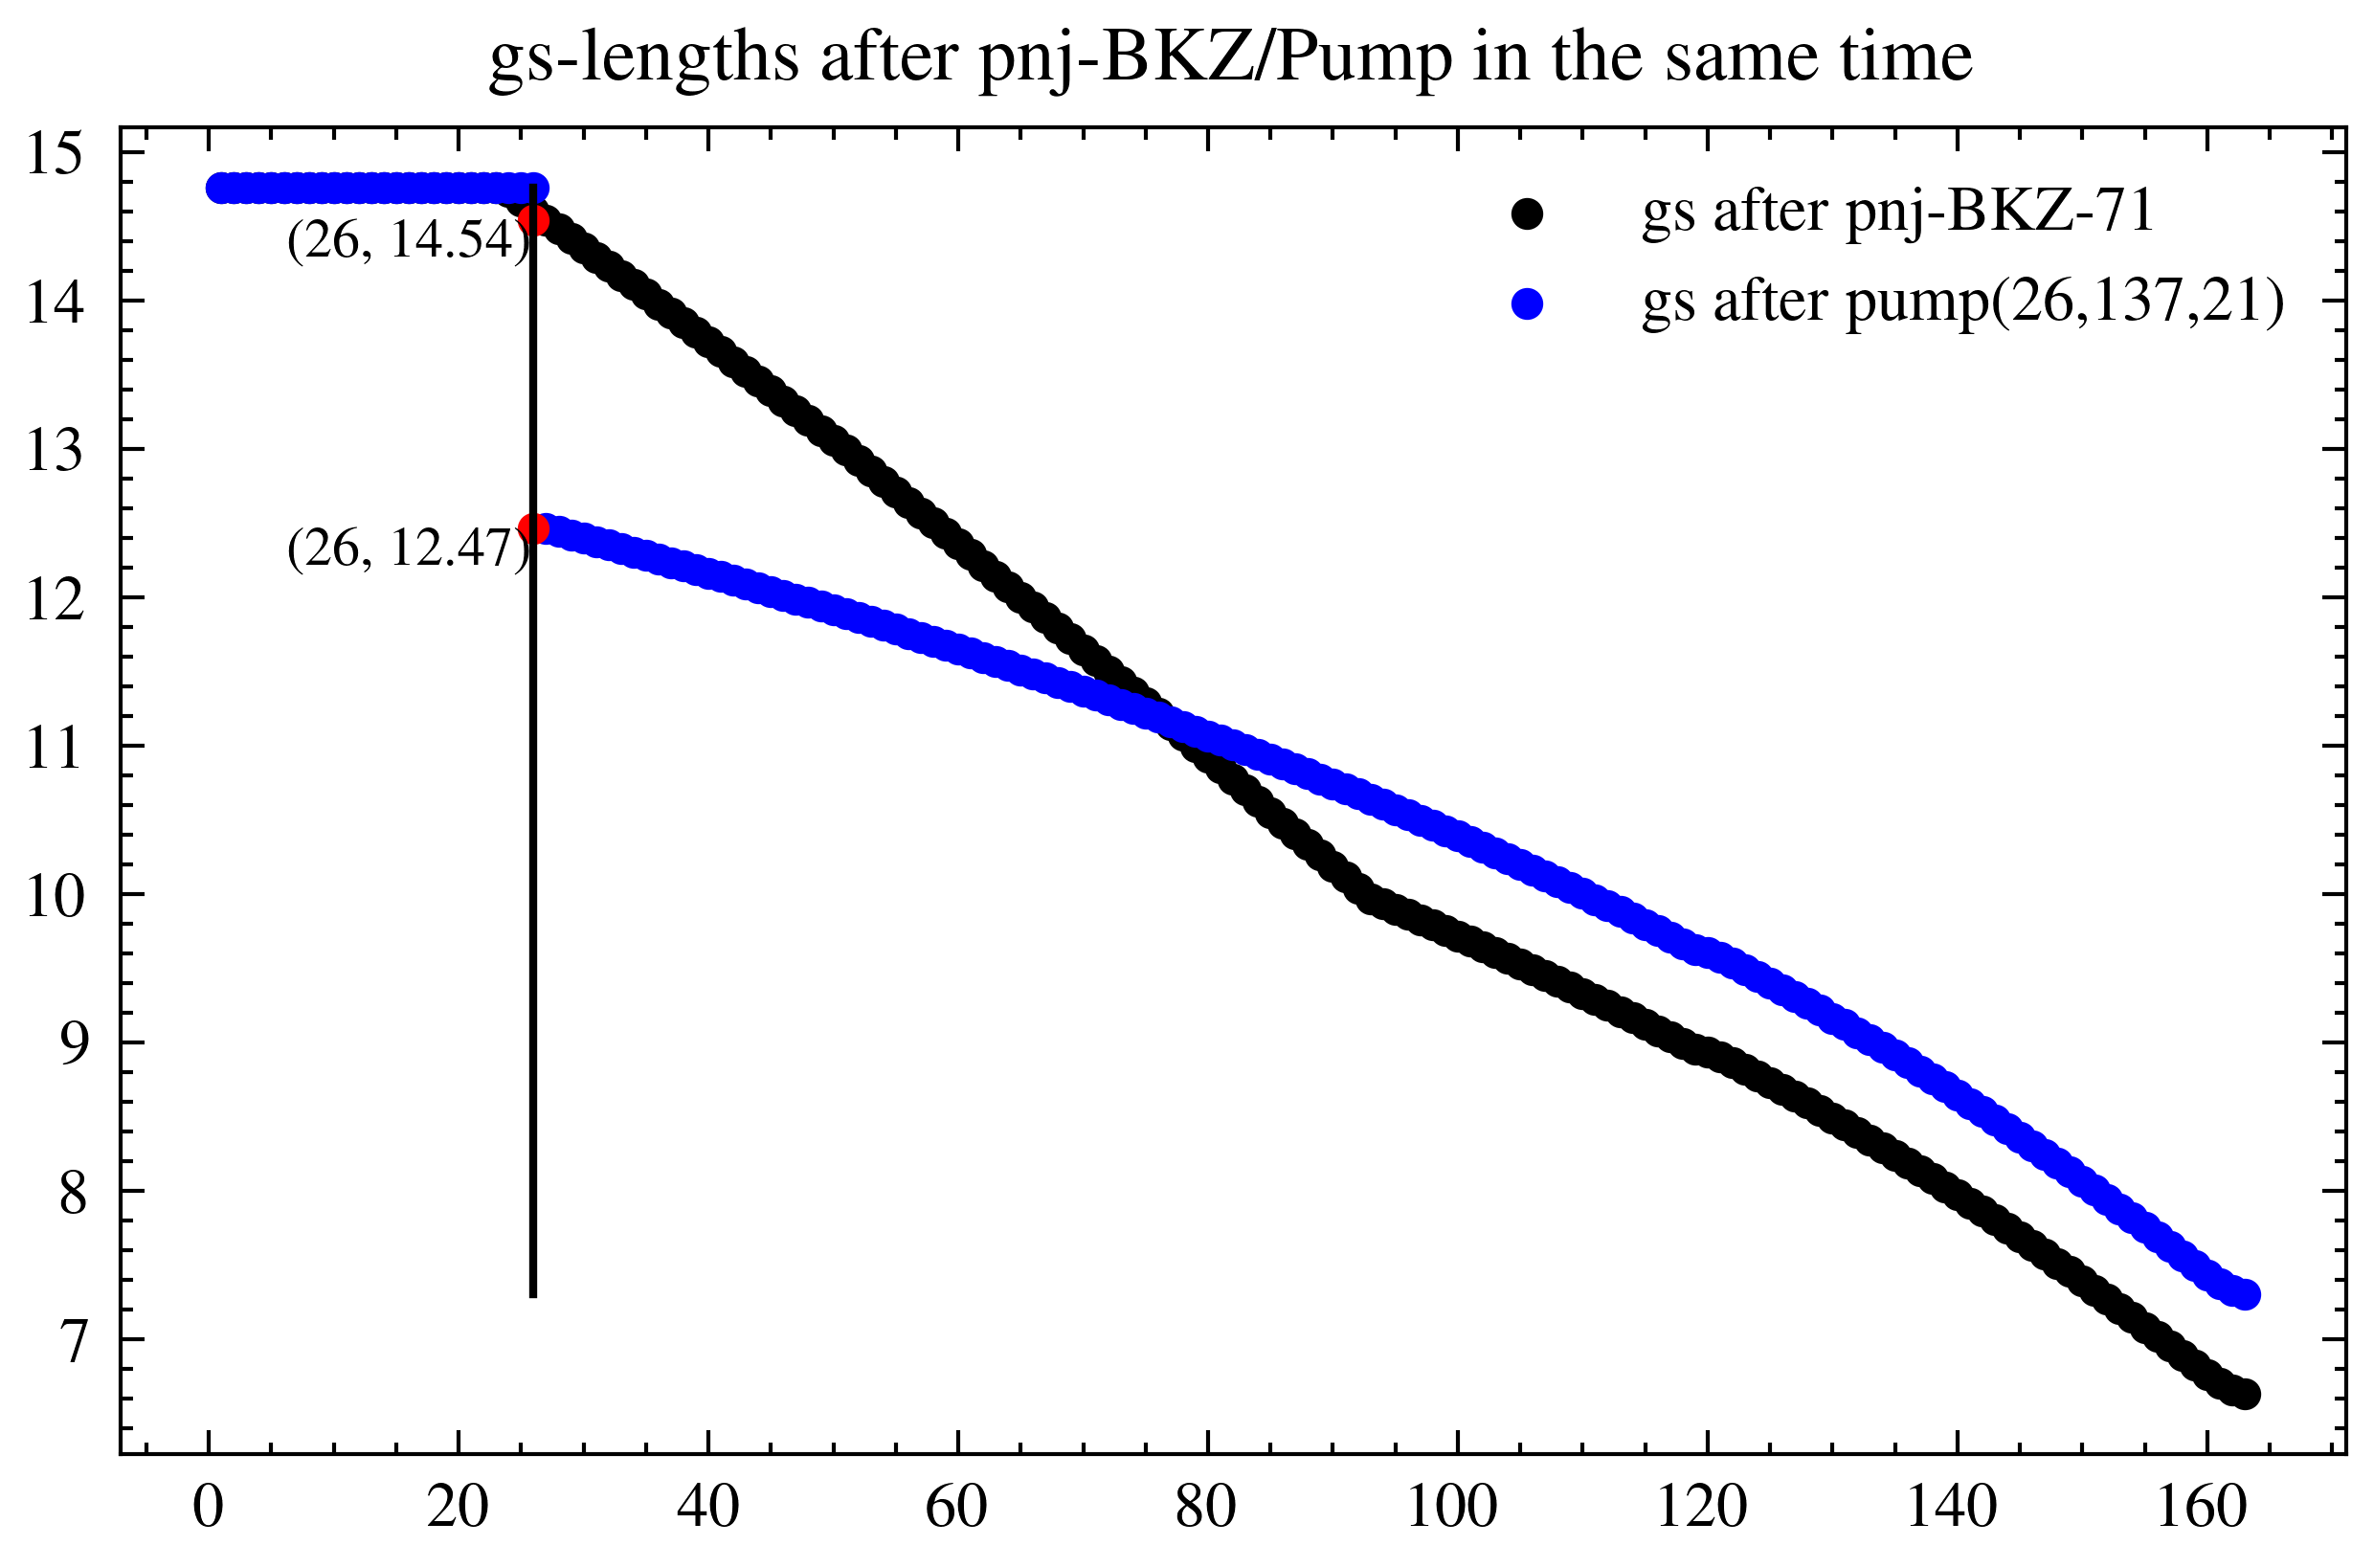 gs-lengths after pnj-BKZ/Pump in the same time
15
14
13
12
11
10
9
8
7
(26, 14.54)
(26, 12.47)
gs after pnj-BKZ-71
gs after pump(26,137,21)
0 20 40 60 80 100 120 140 160